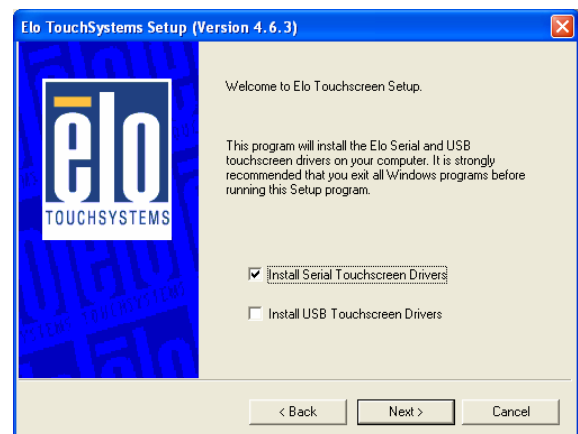 Elo TouchSystems Setup (Version 4.6.3)
Welcome to Elo Touchscreen Setup.
This program will install the Elo Serial and USB
touchscreen drivers on your computer. It is strongly
recommended that you exit all Windows programs before
running this Setup program.
ēlo
TOUCHSYSTEMS
Install Serial Touchscreen Drivers
Install USB Touchscreen Drivers
< Back
Next >
Cancel